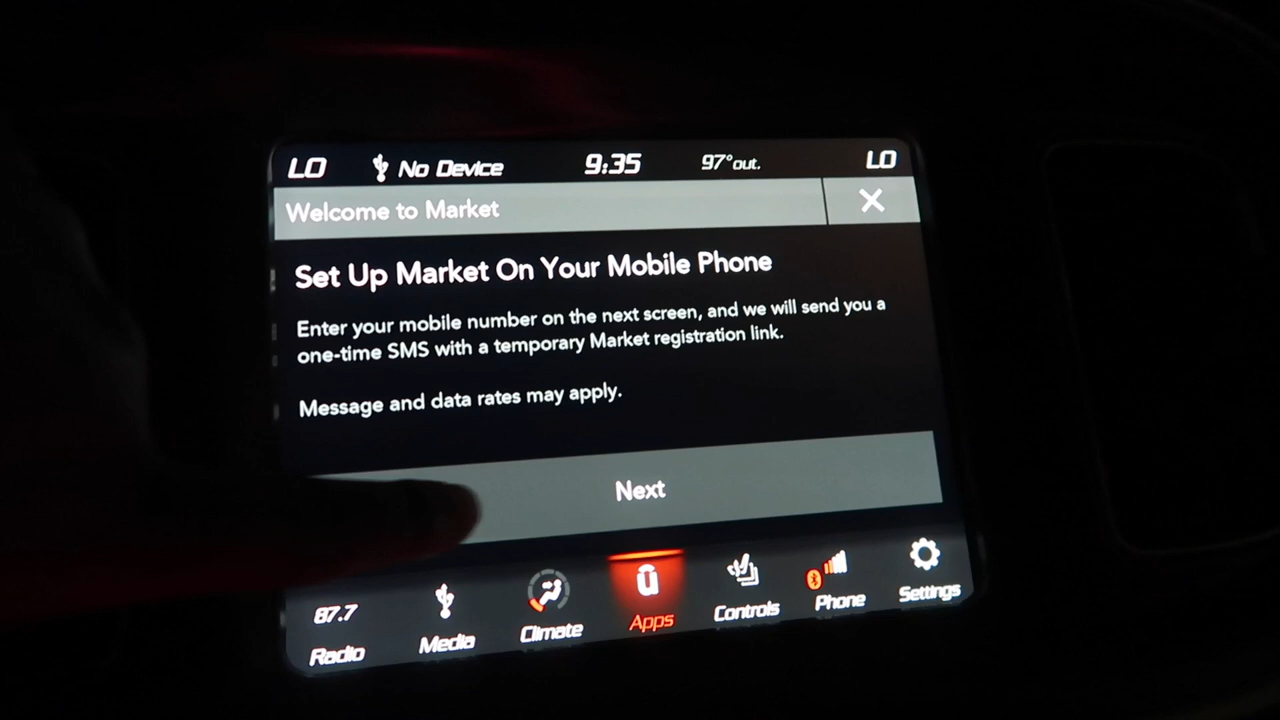 LO No Device 9:35 97° out. LO
Welcome to Market
Set Up Market On Your Mobile Phone
Enter your mobile number on the next screen, and we will send you a
one-time SMS with a temporary Market registration link.
Message and data rates may apply.
Next
87.7
Radio Media Climate Apps Controls Phone Settings